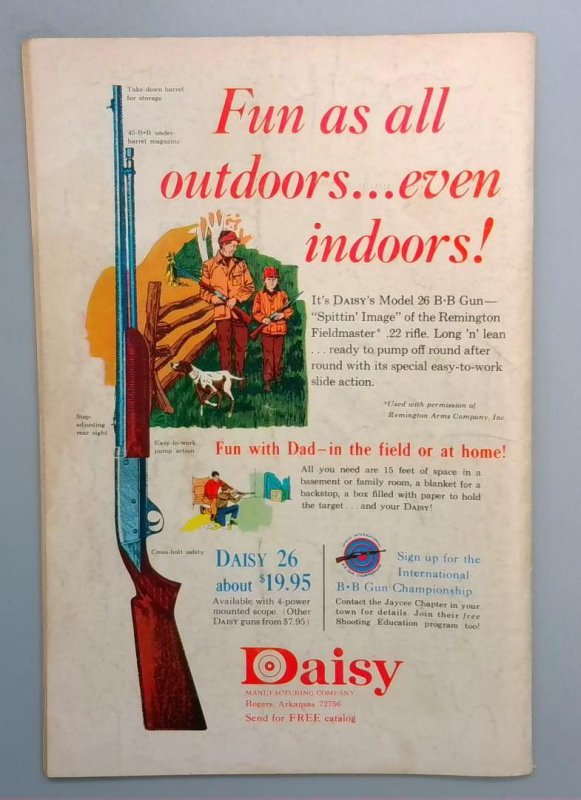 Take-down barrel
for storage
45-B•B under-
barrel magazine
Fun as all
outdoors...even
indoors!
It's DAISY'S Model 26 B•B Gun—
"Spittin' Image" of the Remington
Fieldmaster* .22 rifle. Long 'n' lean
. . . ready to pump off round after
round with its special easy-to-work
slide action.
*Used with permission of
Remington Arms Company, Inc.
Step-
adjusting
rear sight
Easy-to-work
pump action
Fun with Dad—in the field or at home!
All you need are 15 feet of space in a
basement or family room, a blanket for a
backstop, a box filled with paper to hold
the target . . . and your DAISY!
Cross-bolt safety
DAISY 26
about $19.95
Available with 4-power
mounted scope. (Other
DAISY guns from $7.95)
Sign up for the
International
B•B Gun Championship
Contact the Jaycee Chapter in your
town for details. Join their free
Shooting Education program too!
Daisy
MANUFACTURING COMPANY
Rogers, Arkansas 72756
Send for FREE catalog